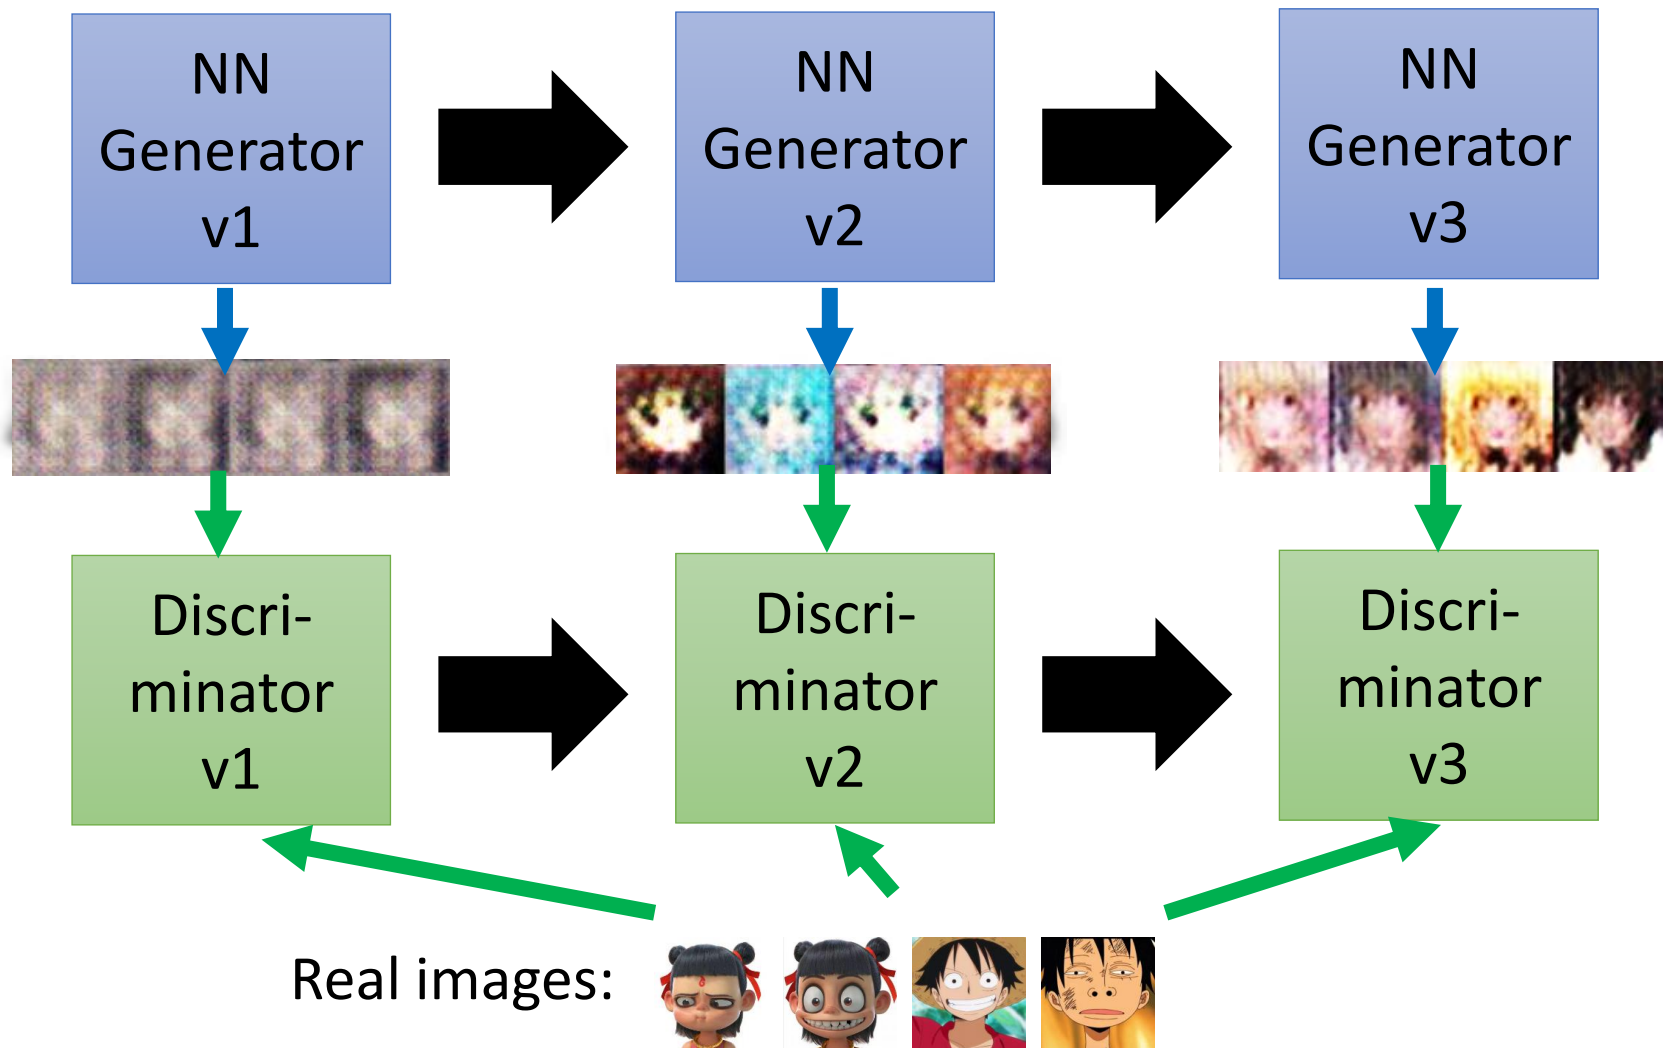 NN
Generator
v1
NN
Generator
v2
NN
Generator
v3
Discri-
minator
v1
Discri-
minator
v2
Discri-
minator
v3
Real images: